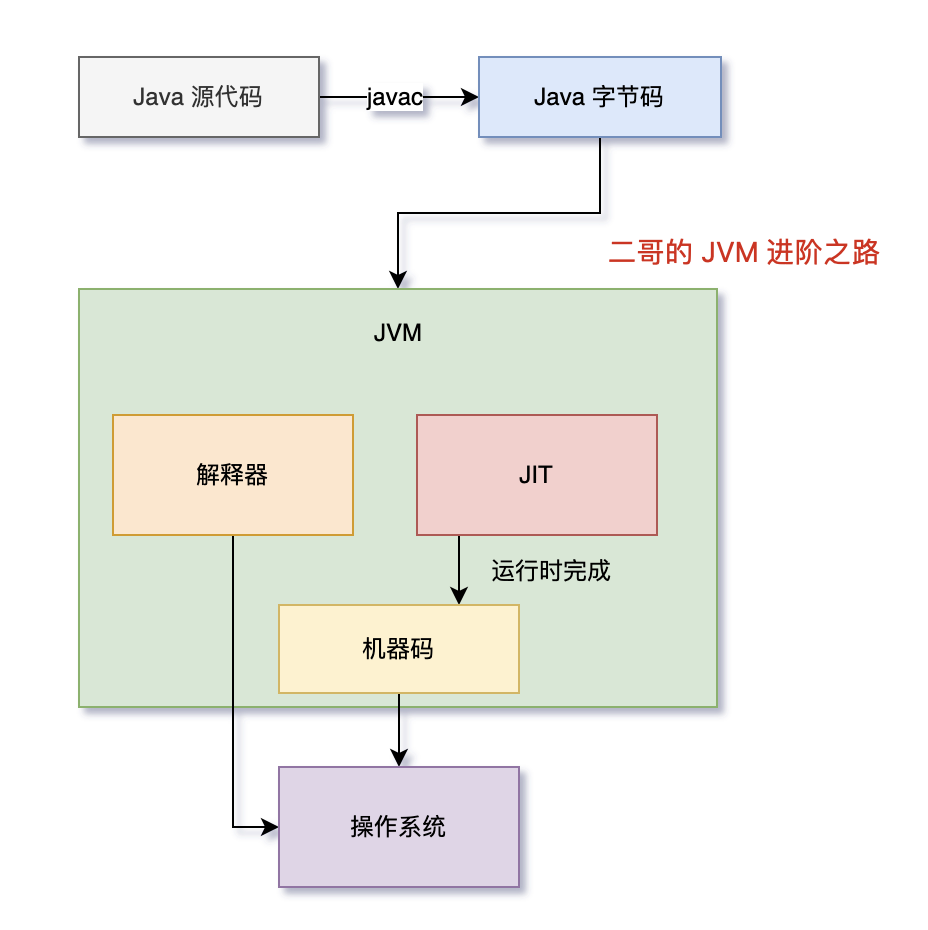 Java 源代码
javac
Java 字节码
二哥的 JVM 进阶之路
JVM
解释器
JIT
运行时完成
机器码
操作系统